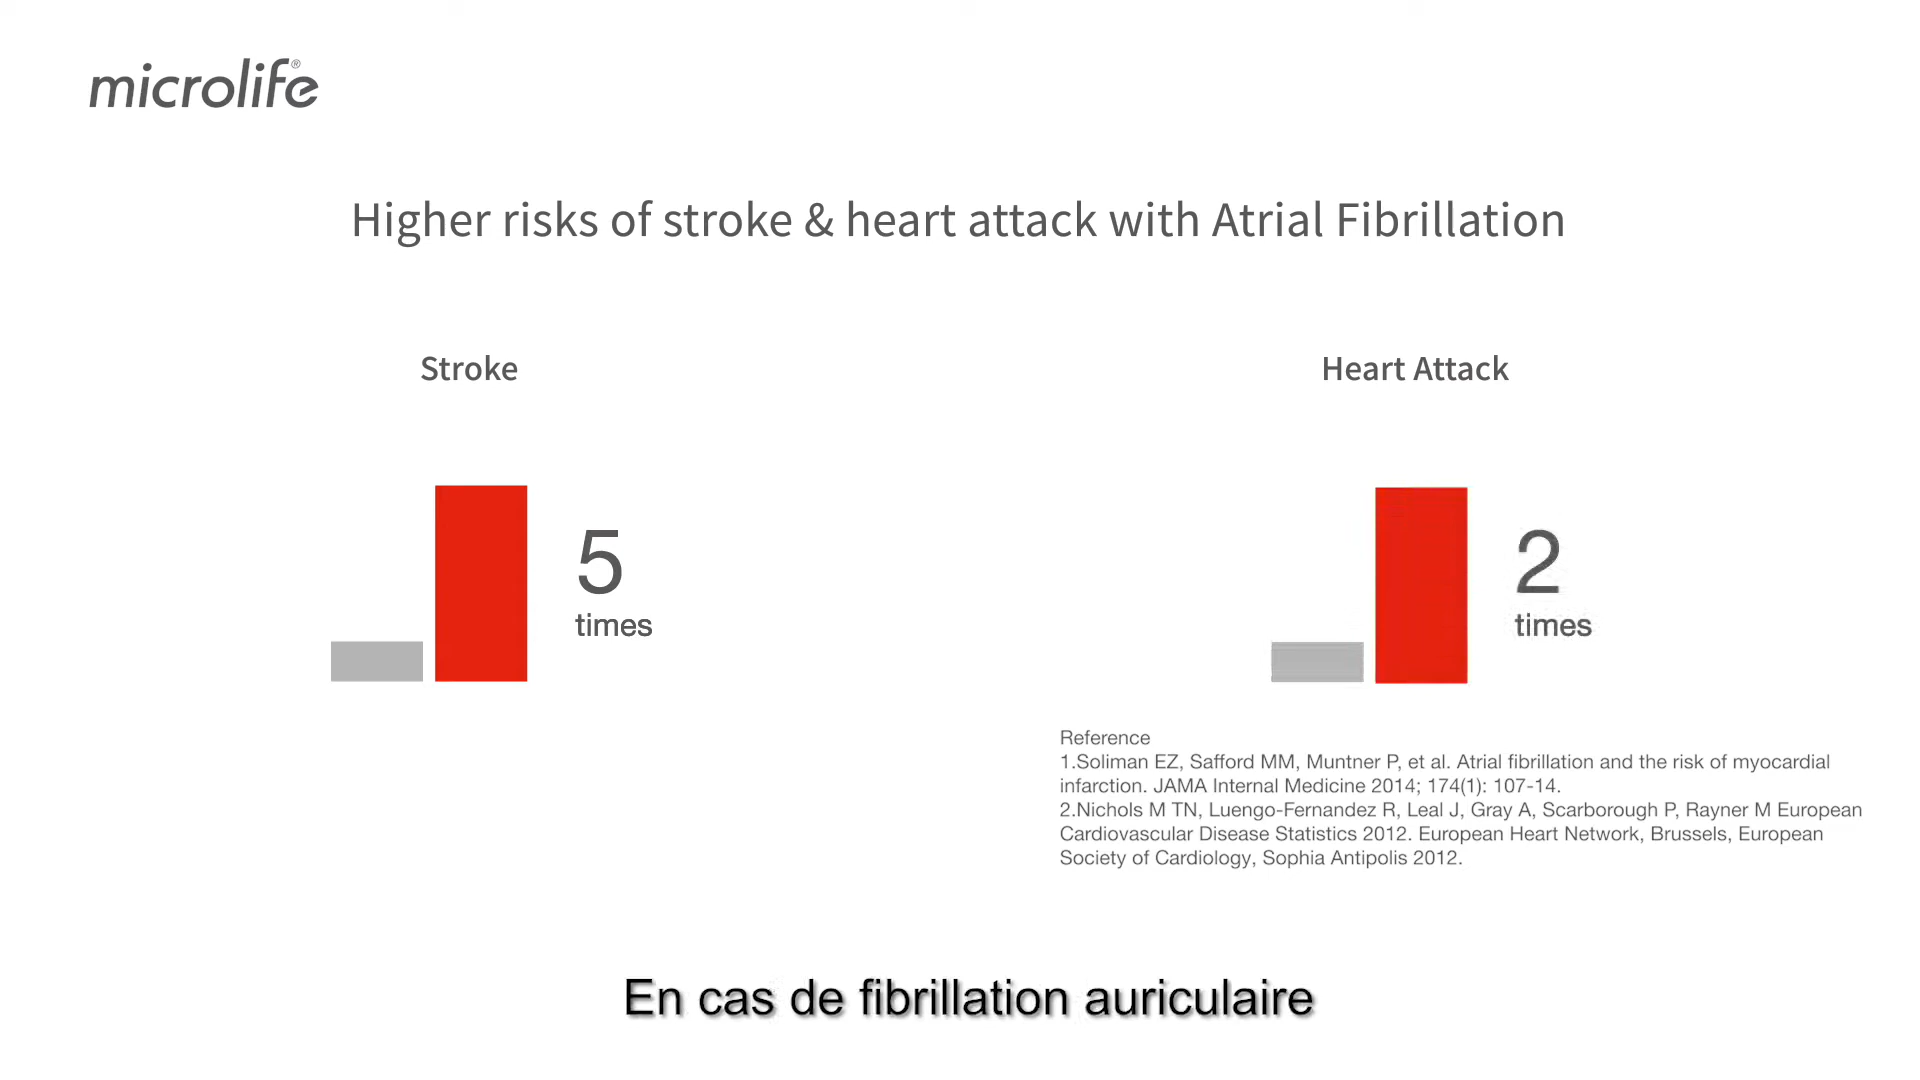 microlife®
Higher risks of stroke & heart attack with Atrial Fibrillation
Stroke
Heart Attack
5
times
2
times
Reference
1.Soliman EZ, Safford MM, Muntner P, et al. Atrial fibrillation and the risk of myocardial
infarction. JAMA Internal Medicine 2014; 174(1): 107-14.
2.Nichols M TN, Luengo-Fernandez R, Leal J, Gray A, Scarborough P, Rayner M European
Cardiovascular Disease Statistics 2012. European Heart Network, Brussels, European
Society of Cardiology, Sophia Antipolis 2012.
En cas de fibrillation auriculaire